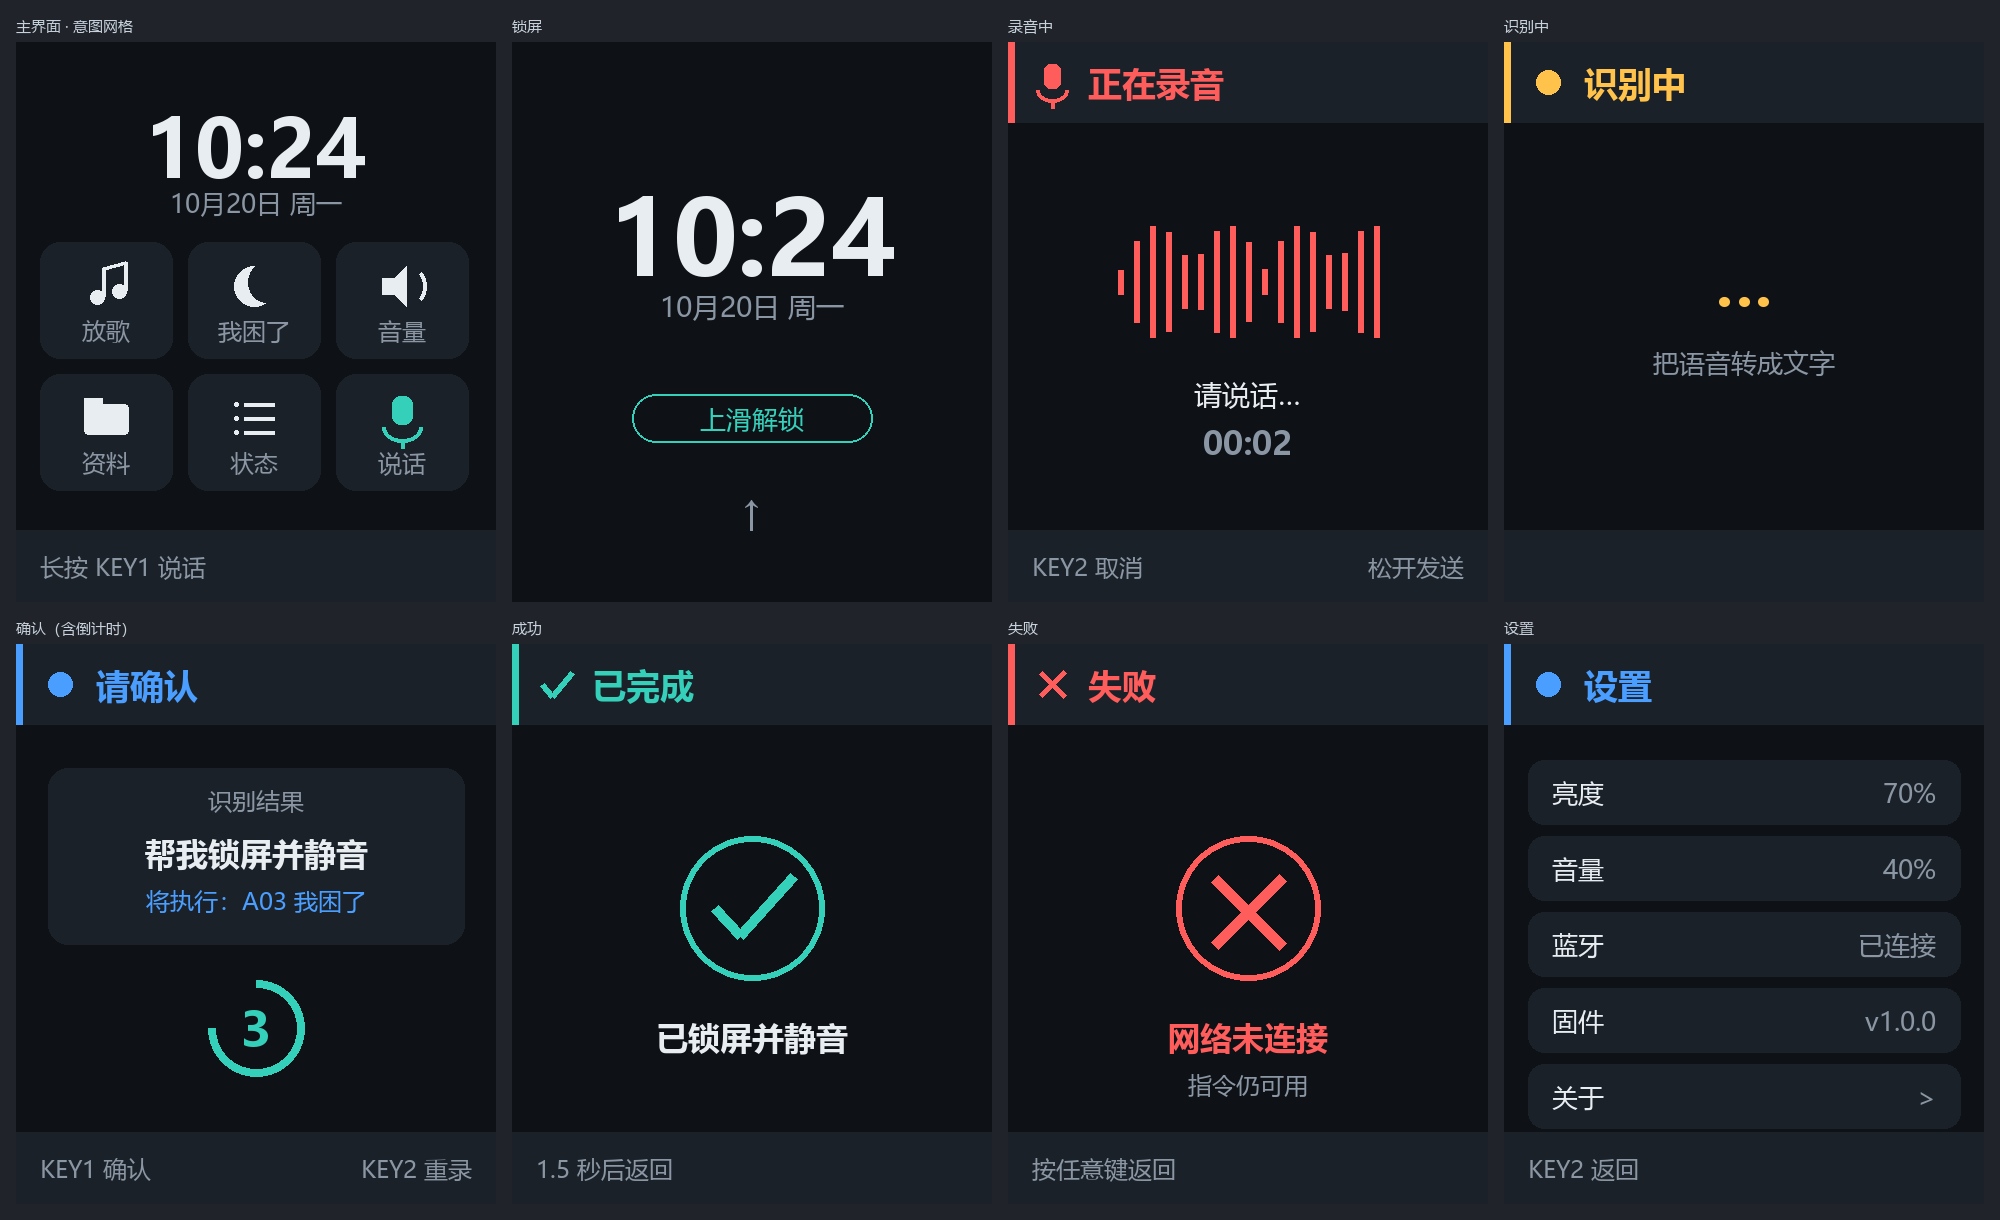 主界面 · 意图网格
10:24
10月20日 周一
放歌
我困了
音量
资料
状态
说话
长按 KEY1 说话
锁屏
10:24
10月20日 周一
上滑解锁
↑
录音中
正在录音
请说话...
00:02
KEY2 取消
松开发送
识别中
识别中
把语音转成文字
确认（含倒计时）
请确认
识别结果
帮我锁屏并静音
将执行：A03 我困了
3
KEY1 确认
KEY2 重录
成功
已完成
已锁屏并静音
1.5 秒后返回
失败
失败
网络未连接
指令仍可用
按任意键返回
设置
设置
亮度 70%
音量 40%
蓝牙 已连接
固件 v1.0.0
关于 >
KEY2 返回